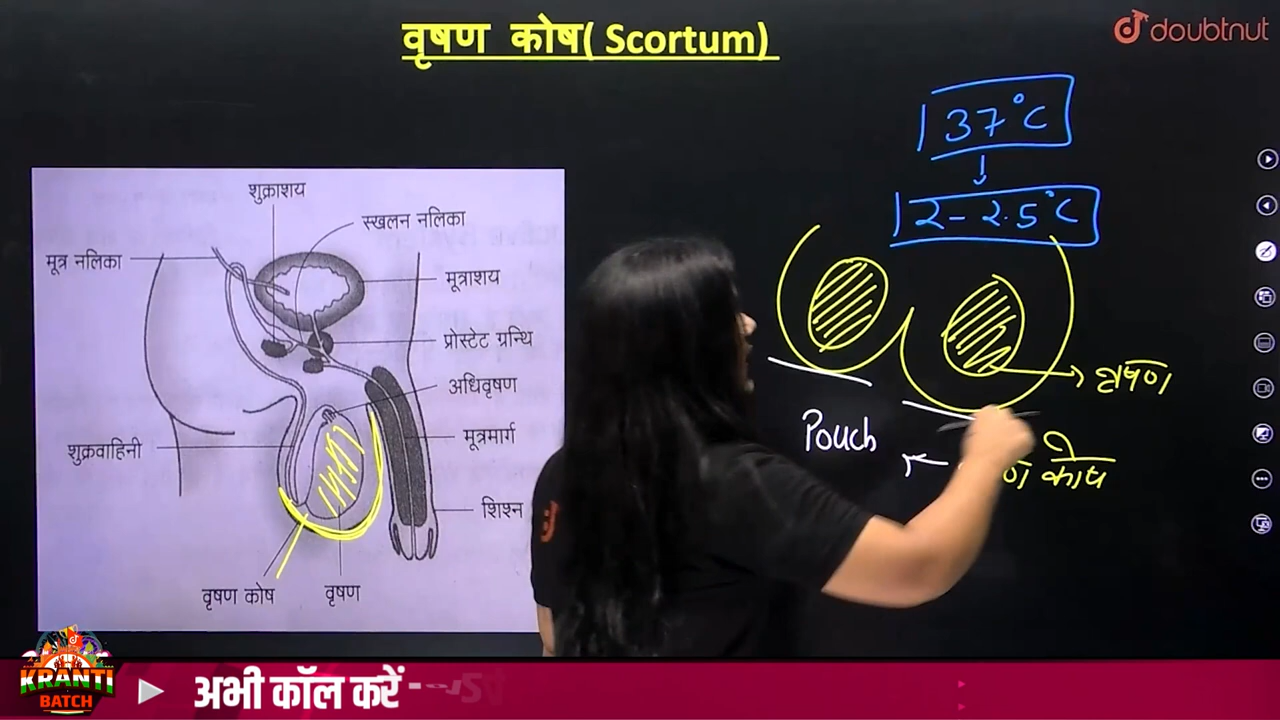 वृषण कोष( Scortum)
doubtnut
37°C
2-2.5°C
शुक्राशय
स्खलन नलिका
मूत्र नलिका
मूत्राशय
प्रोस्टेट ग्रन्थि
अधिवृषण
मूत्रमार्ग
शुक्रवाहिनी
शिश्न
वृषण कोष
वृषण
वृषण
Pouch
कोष
KRANTI
BATCH
अभी कॉल करें